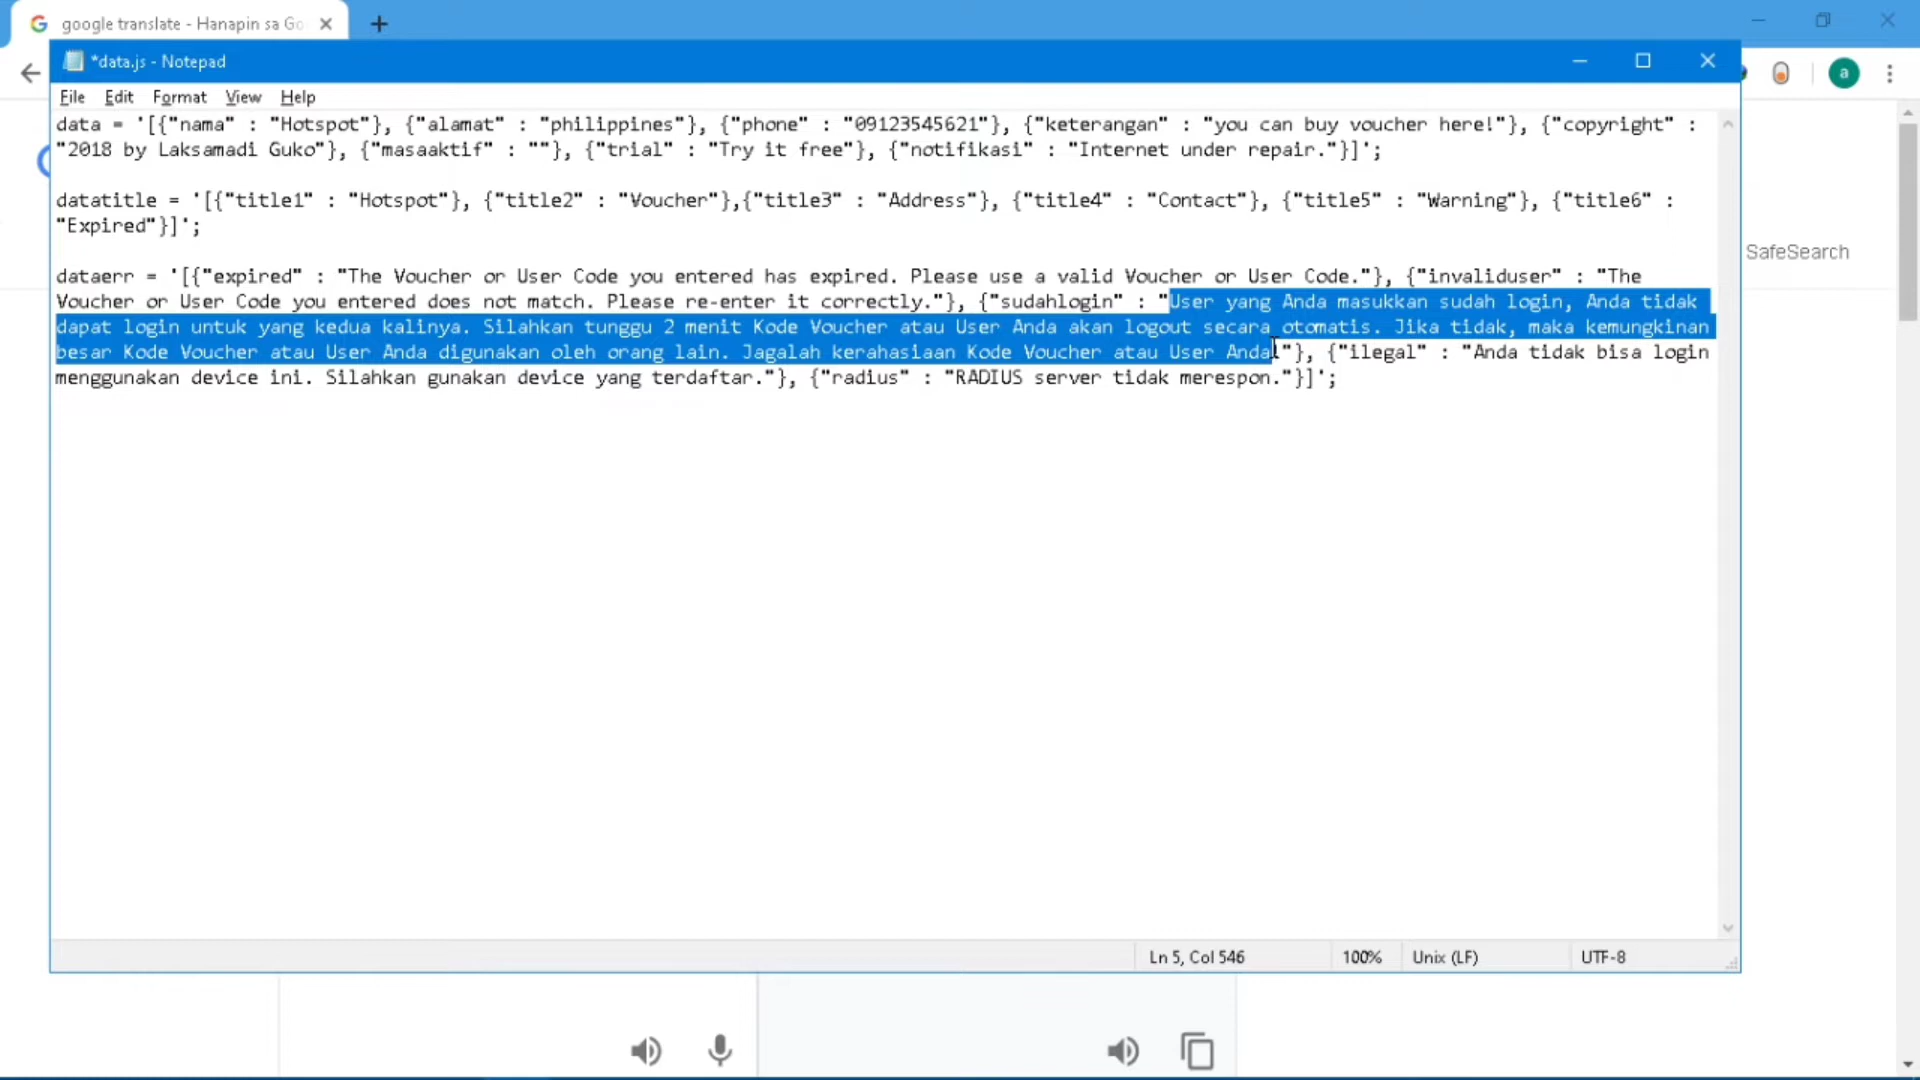 google translate - Hanapin sa Go
*data.js - Notepad
a
File Edit Format View Help
data = '[{"nama" : "Hotspot"}, {"alamat" : "philippines"}, {"phone" : "09123545621"}, {"keterangan" : "you can buy voucher here!"}, {"copyright" :
"2018 by Laksamadi Guko"}, {"masaaktif" : ""}, {"trial" : "Try it free"}, {"notifikasi" : "Internet under repair."}]';
datatitle = '[{"title1" : "Hotspot"}, {"title2" : "Voucher"},{"title3" : "Address"}, {"title4" : "Contact"}, {"title5" : "Warning"}, {"title6" :
"Expired"}]';
SafeSearch
dataerr = '[{"expired" : "The Voucher or User Code you entered has expired. Please use a valid Voucher or User Code."}, {"invaliduser" : "The
Voucher or User Code you entered does not match. Please re-enter it correctly."}, {"sudahlogin" : "User yang Anda masukkan sudah login, Anda tidak
dapat login untuk yang kedua kalinya. Silahkan tunggu 2 menit Kode Voucher atau User Anda akan logout secara otomatis. Jika tidak, maka kemungkinan
besar Kode Voucher atau User Anda digunakan oleh orang lain. Jagalah kerahasiaan Kode Voucher atau User Anda!"}, {"ilegal" : "Anda tidak bisa login
menggunakan device ini. Silahkan gunakan device yang terdaftar."}, {"radius" : "RADIUS server tidak merespon."}]';
Ln 5, Col 546 100% Unix (LF) UTF-8